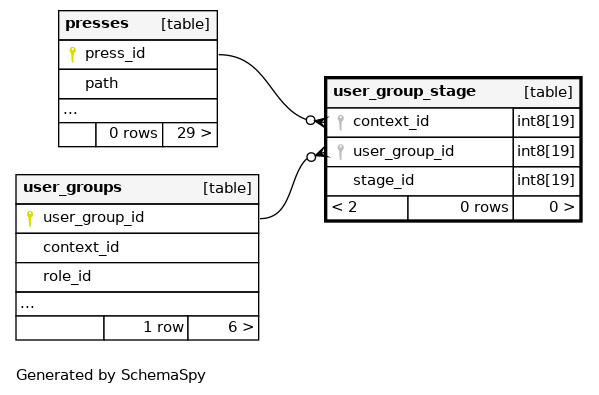 presses [table]
press_id
path
...
0 rows 29 >
user_group_stage [table]
context_id int8[19]
user_group_id int8[19]
stage_id int8[19]
< 2 0 rows 0 >
user_groups [table]
user_group_id
context_id
role_id
...
1 row 6 >
Generated by SchemaSpy